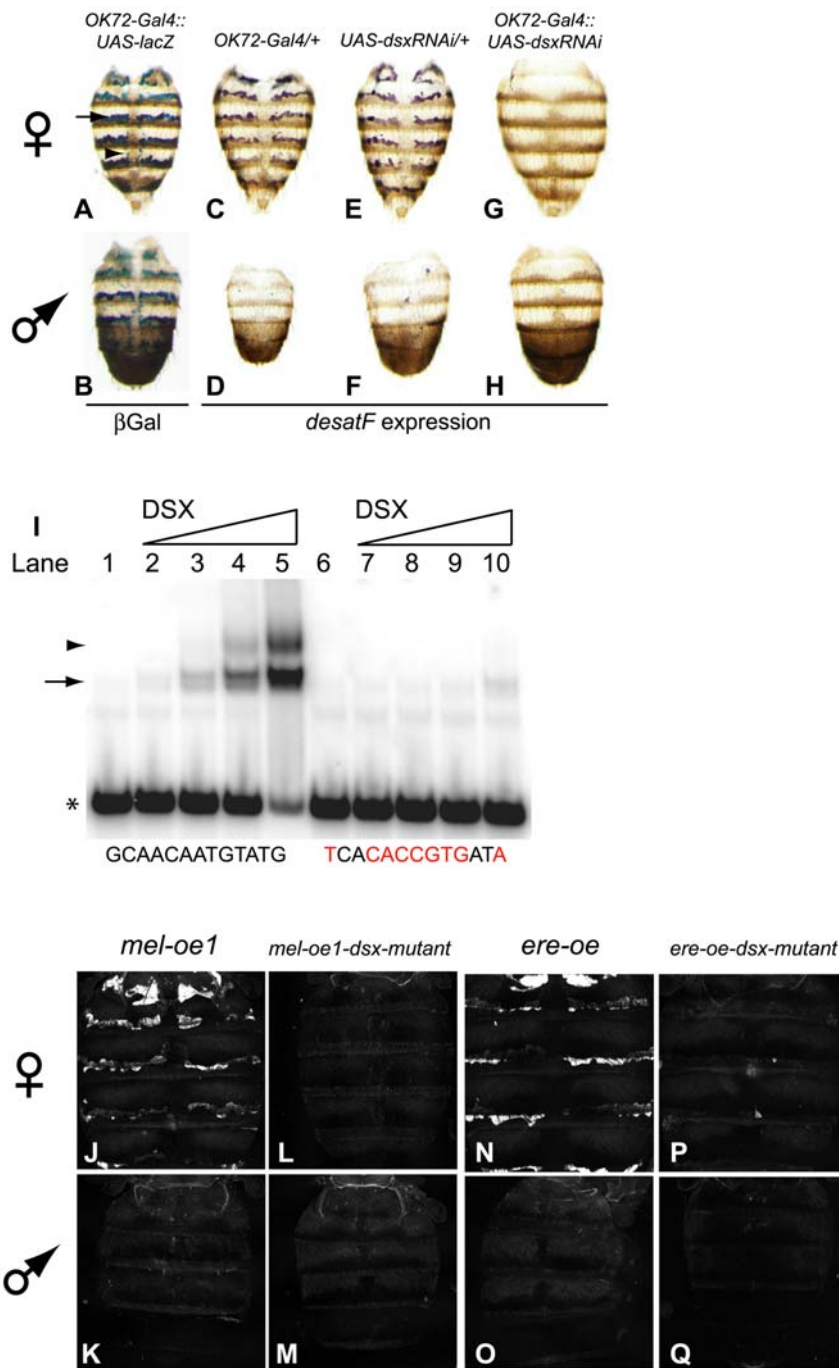 OK72-Gal4::
UAS-lacZ
OK72-Gal4/+
UAS-dsxRNAi/+
OK72-Gal4::
UAS-dsxRNAi
♀
A
C
E
G
♂
B
D
F
H
βGal
desatF expression
I
DSX
DSX
Lane 1 2 3 4 5 6 7 8 9 10
*
GCAACAATGTATG
TCACACCGTGATA
mel-oe1
mel-oe1-dsx-mutant
ere-oe
ere-oe-dsx-mutant
♀
J
L
N
P
♂
K
M
O
Q